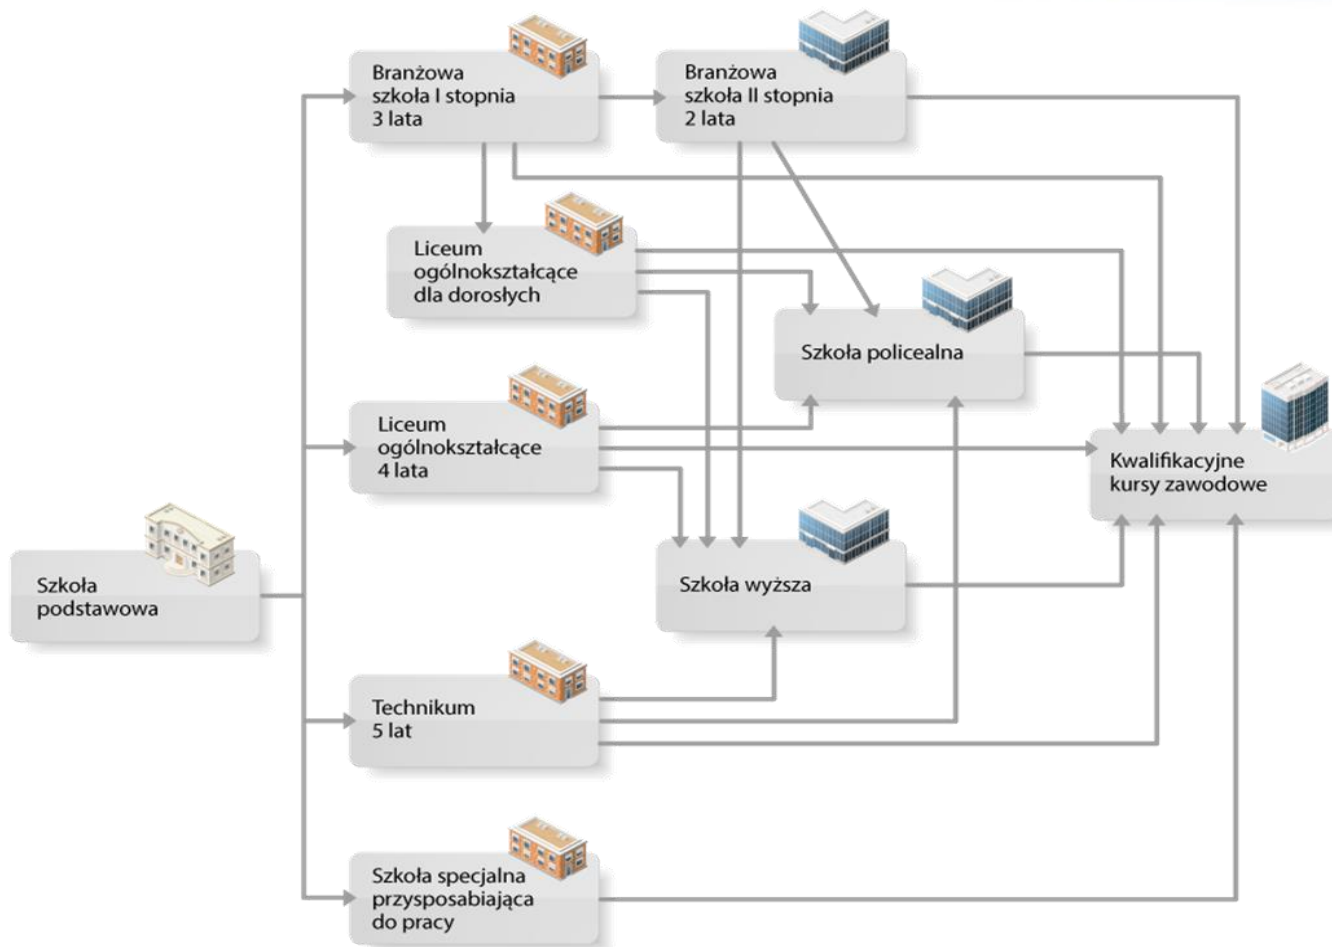 Branżowa
szkoła I stopnia
3 lata
Branżowa
szkoła II stopnia
2 lata
Liceum
ogólnokształcące
dla dorosłych
Szkoła policealna
Liceum
ogólnokształcące
4 lata
Kwalifikacyjne
kursy zawodowe
Szkoła
podstawowa
Szkoła wyższa
Technikum
5 lat
Szkoła specjalna
przysposabiająca
do pracy